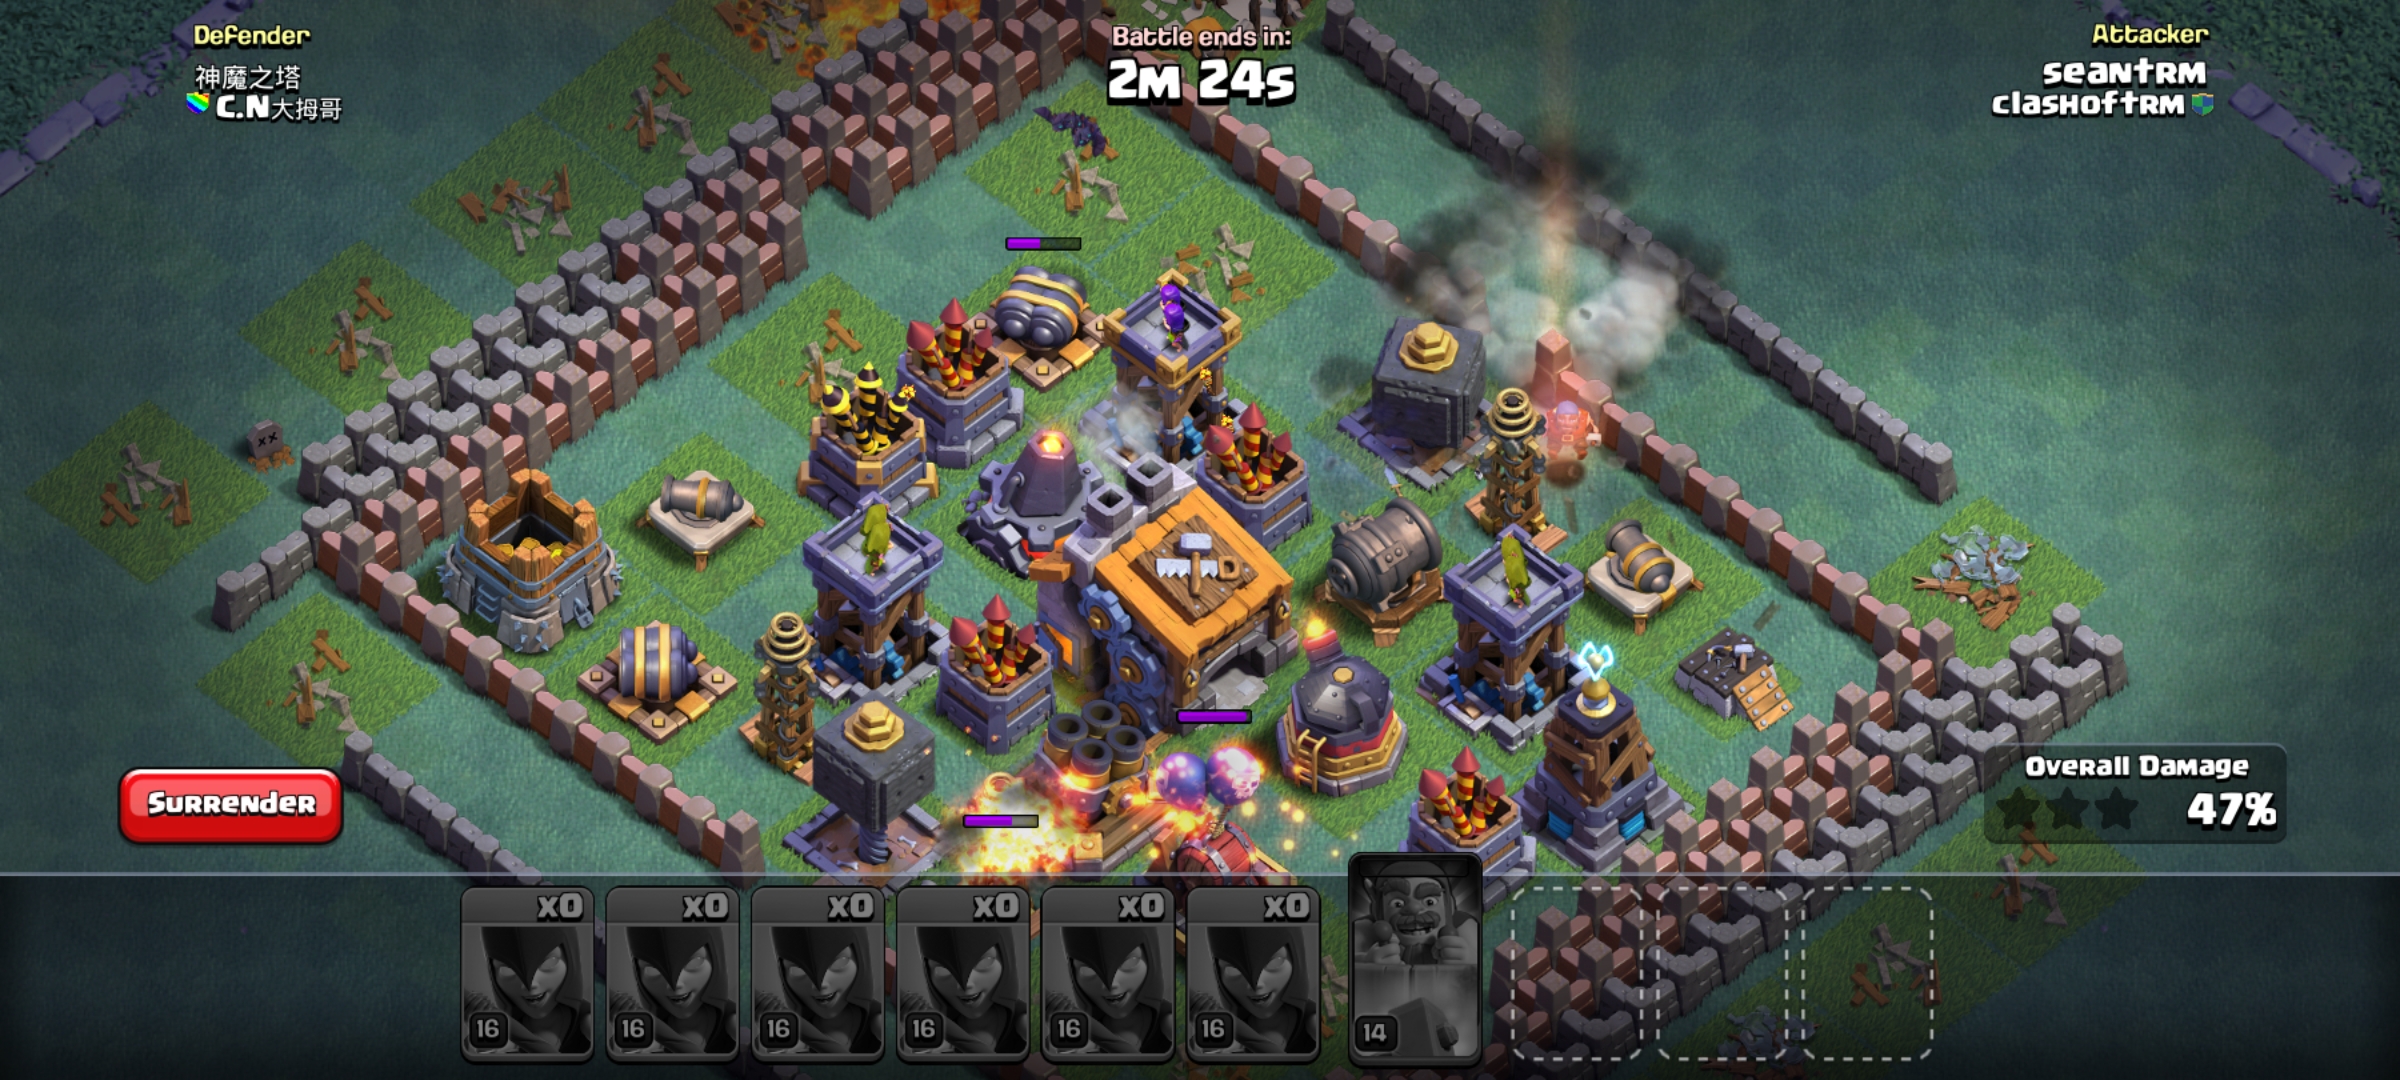 Defender
神魔之塔
C.N大拇哥
Battle ends in:
2M 24s
Attacker
seantRM
clashoftRM
Surrender
Overall Damage
47%
x0
x0
x0
x0
x0
x0
16
16
16
16
16
16
14